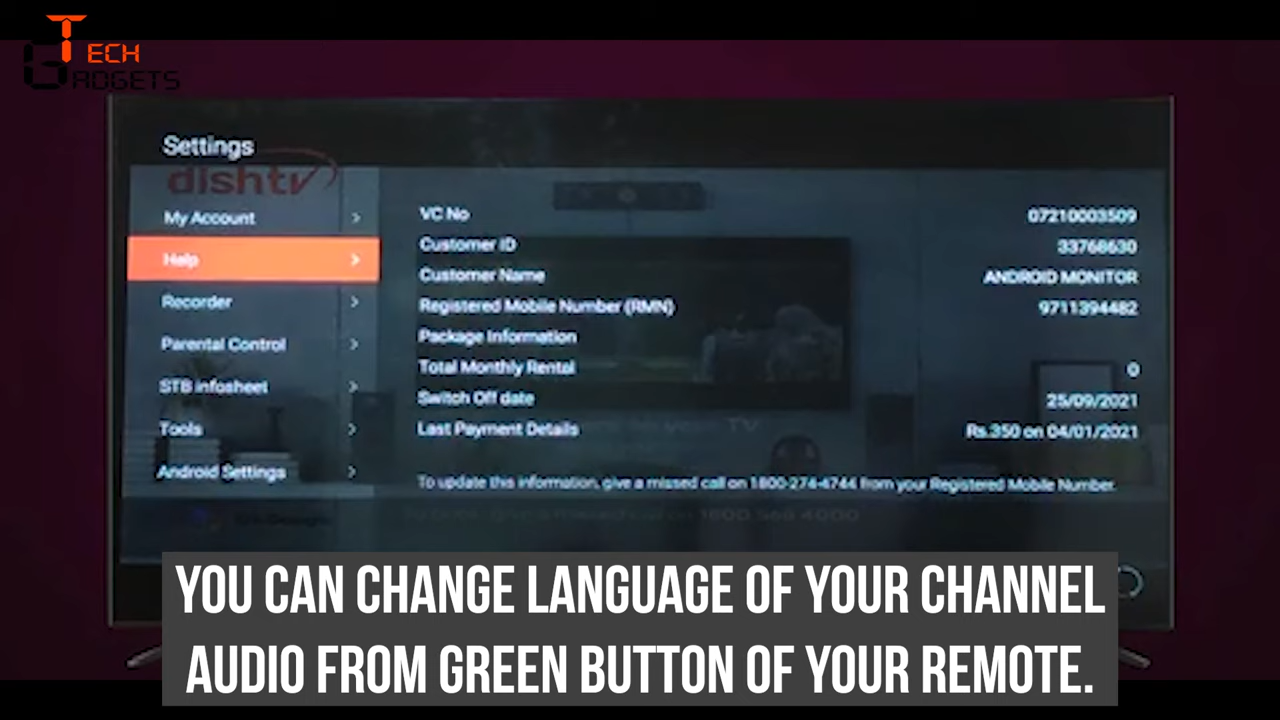 TECH
GADGETS
Settings
dishtv
My Account
Help
Recorder
Parental Control
STB infosheet
Tools
Android Settings
VC No 07210003509
Customer ID 33768630
Customer Name ANDROID MONITOR
Registered Mobile Number (RMN) 9711394482
Package Information
Total Monthly Rental 0
Switch Off date 25/09/2021
Last Payment Details Rs.350 on 04/01/2021
To update this information, give a missed call on 1800-274-4744 from your Registered Mobile Number.
TV
YOU CAN CHANGE LANGUAGE OF YOUR CHANNEL
AUDIO FROM GREEN BUTTON OF YOUR REMOTE.